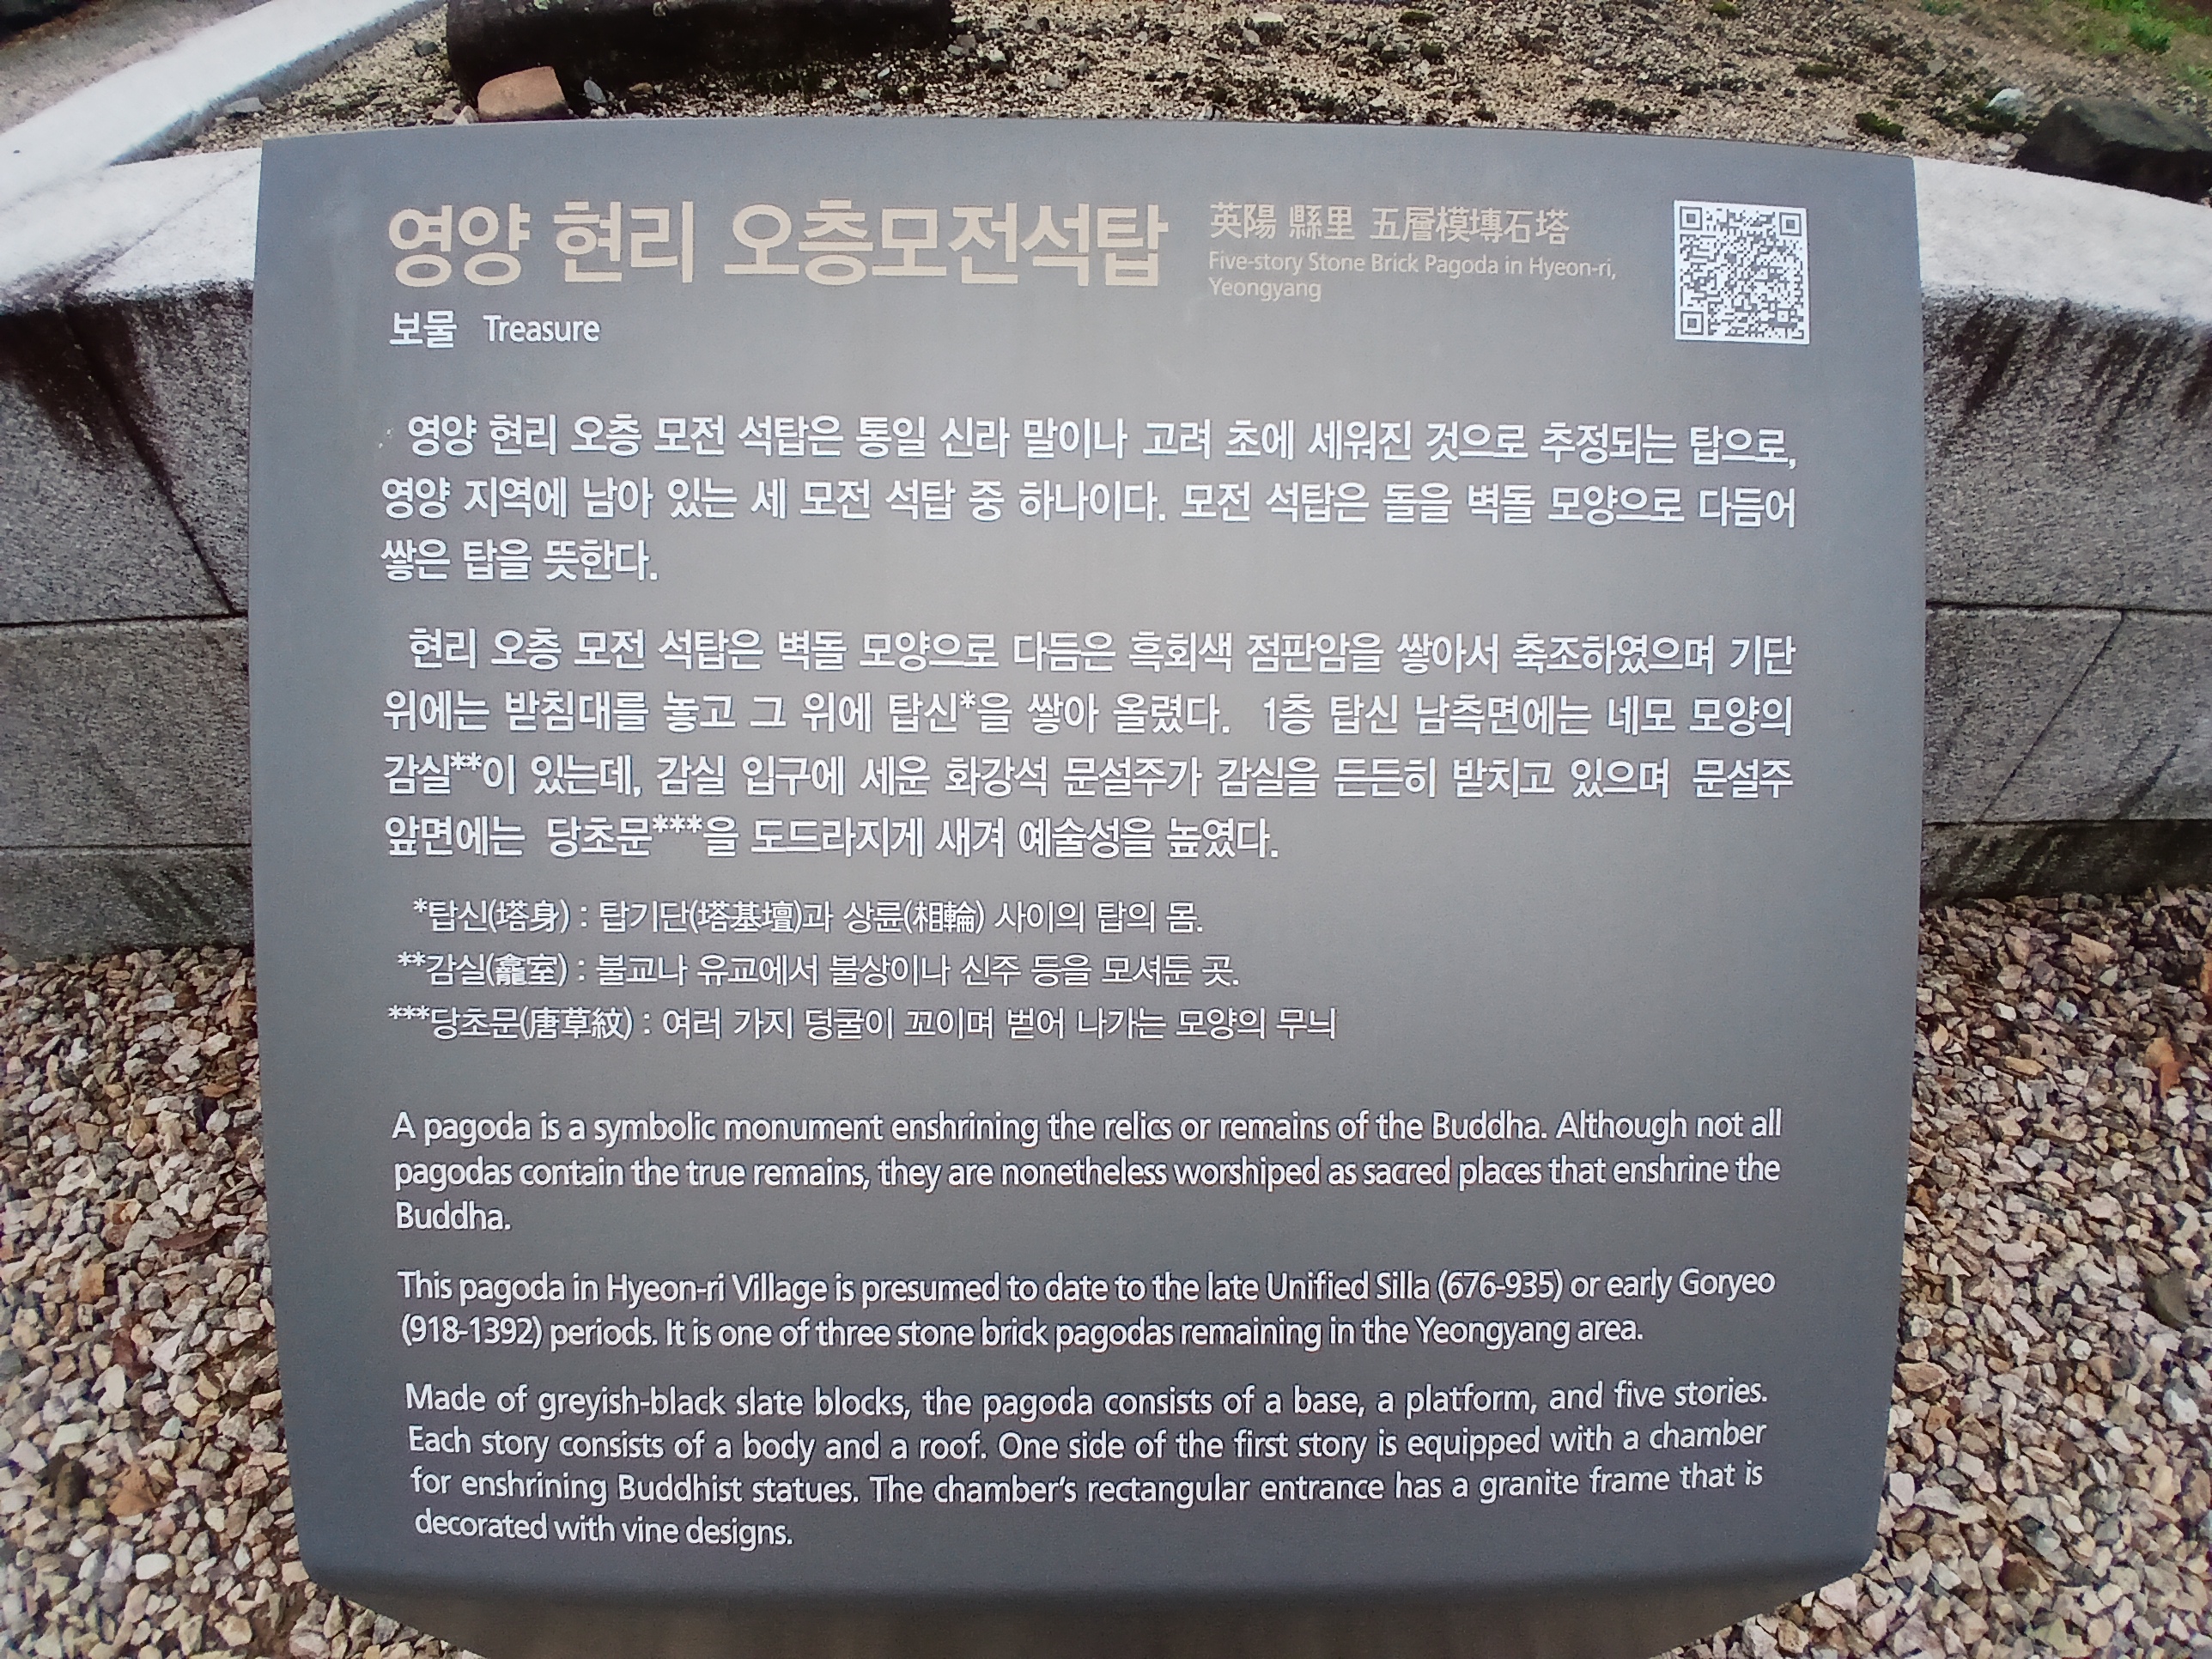 영양 현리 오층모전석탑
英陽 縣里 五層模塼石塔
Five-story Stone Brick Pagoda in Hyeon-ri,
Yeongyang
보물 Treasure
영양 현리 오층 모전 석탑은 통일 신라 말이나 고려 초에 세워진 것으로 추정되는 탑으로,
영양 지역에 남아 있는 세 모전 석탑 중 하나이다. 모전 석탑은 돌을 벽돌 모양으로 다듬어
쌓은 탑을 뜻한다.
현리 오층 모전 석탑은 벽돌 모양으로 다듬은 흑회색 점판암을 쌓아서 축조하였으며 기단
위에는 받침대를 놓고 그 위에 탑신*을 쌓아 올렸다. 1층 탑신 남측면에는 네모 모양의
감실**이 있는데, 감실 입구에 세운 화강석 문설주가 감실을 든든히 받치고 있으며 문설주
앞면에는 당초문***을 도드라지게 새겨 예술성을 높였다.
*탑신(塔身) : 탑기단(塔基壇)과 상륜(相輪) 사이의 탑의 몸.
**감실(龕室) : 불교나 유교에서 불상이나 신주 등을 모셔둔 곳.
***당초문(唐草紋) : 여러 가지 덩굴이 꼬이며 벋어 나가는 모양의 무늬
A pagoda is a symbolic monument enshrining the relics or remains of the Buddha. Although not all
pagodas contain the true remains, they are nonetheless worshiped as sacred places that enshrine the
Buddha.
This pagoda in Hyeon-ri Village is presumed to date to the late Unified Silla (676-935) or early Goryeo
(918-1392) periods. It is one of three stone brick pagodas remaining in the Yeongyang area.
Made of greyish-black slate blocks, the pagoda consists of a base, a platform, and five stories.
Each story consists of a body and a roof. One side of the first story is equipped with a chamber
for enshrining Buddhist statues. The chamber's rectangular entrance has a granite frame that is
decorated with vine designs.